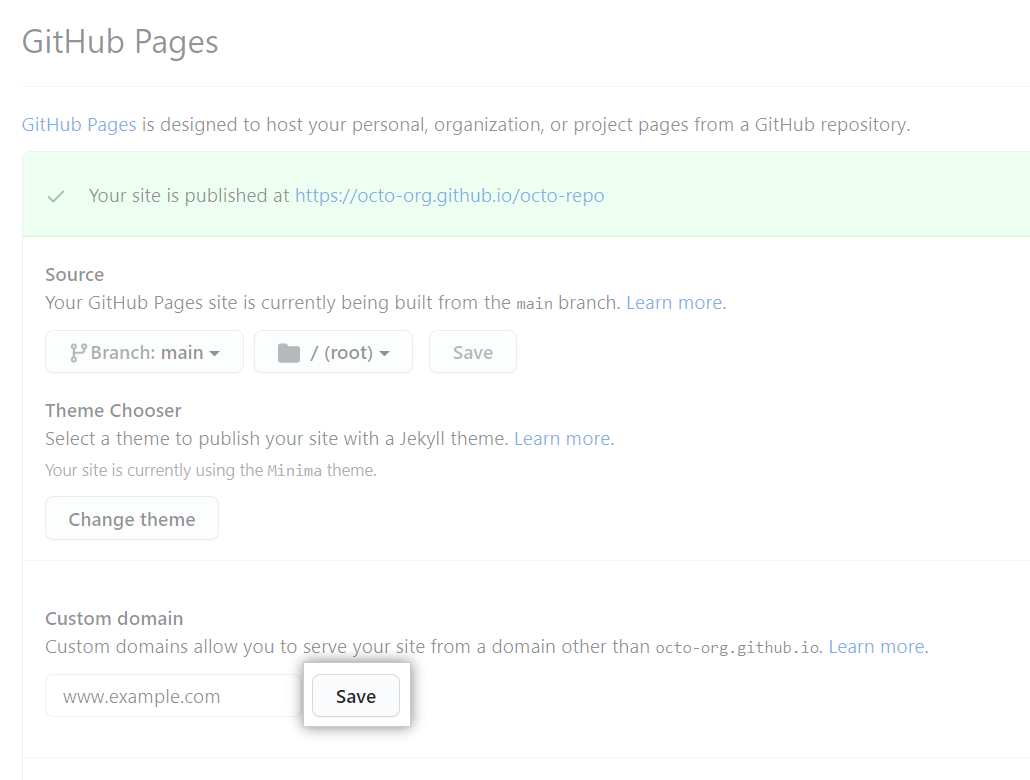 GitHub Pages
GitHub Pages is designed to host your personal, organization, or project pages from a GitHub repository.
Your site is published at https://octo-org.github.io/octo-repo
Source
Your GitHub Pages site is currently being built from the main branch. Learn more.
Branch: main / (root) Save
Theme Chooser
Select a theme to publish your site with a Jekyll theme. Learn more.
Your site is currently using the Minima theme.
Change theme
Custom domain
Custom domains allow you to serve your site from a domain other than octo-org.github.io. Learn more.
www.example.com Save